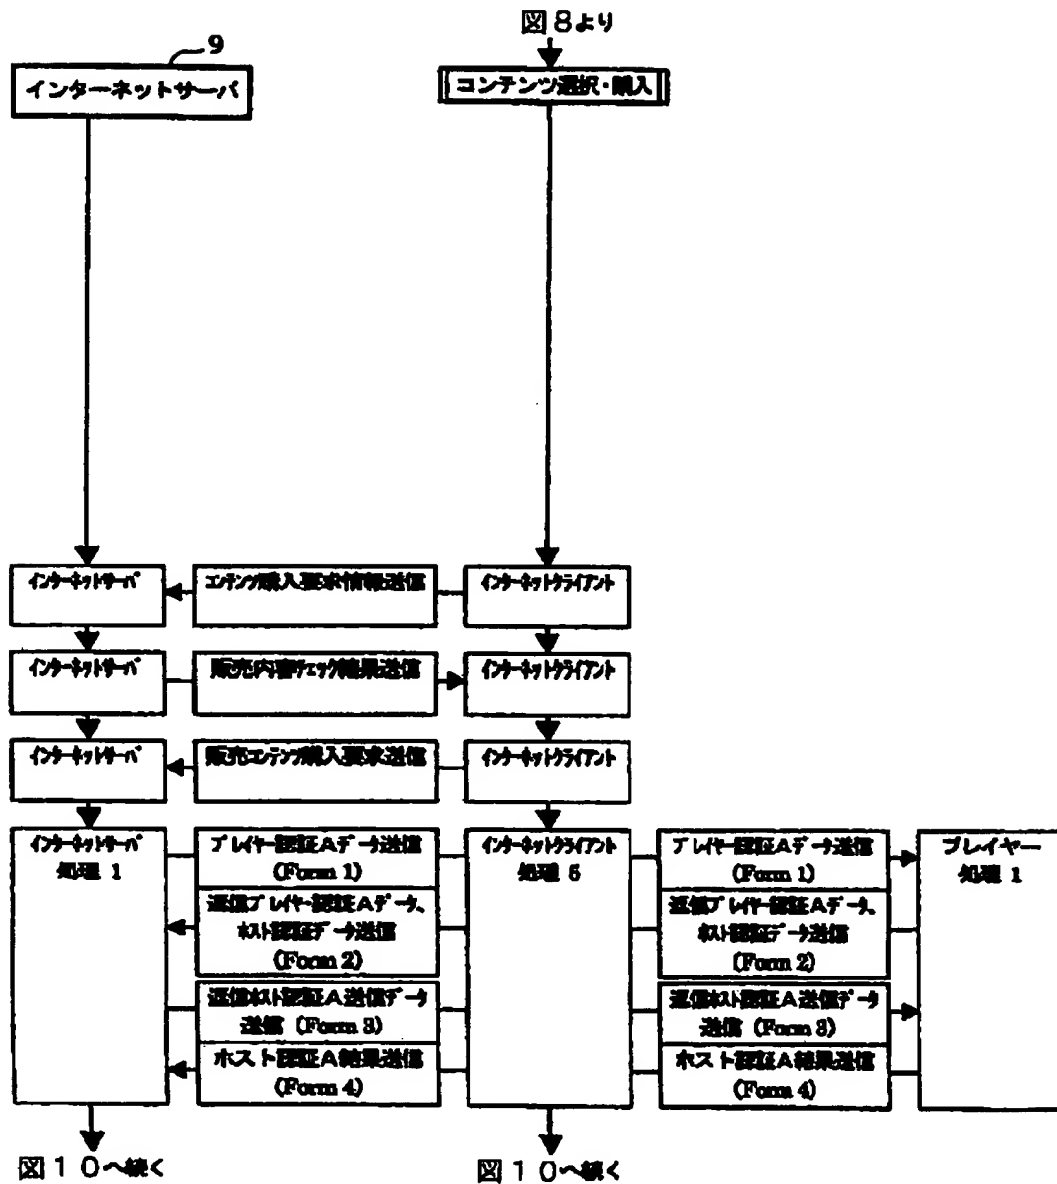 図8より
9
インターネットサーバ
コンテンツ選択・購入
インターネットサーバ
コンテンツ購入要求情報送信
インターネットクライアント
インターネットサーバ
販売内容チェック結果送信
インターネットクライアント
インターネットサーバ
販売コンテンツ購入要求送信
インターネットクライアント
インターネットサーバ
処理 1
プレイヤー認証Aデータ送信
(Form 1)
返信プレイヤー認証Aデータ、
ホスト認証データ送信
(Form 2)
返信ホスト認証A送信データ
送信 (Form 3)
ホスト認証A結果送信
(Form 4)
インターネットクライアント
処理 5
プレイヤー認証Aデータ送信
(Form 1)
返信プレイヤー認証Aデータ、
ホスト認証データ送信
(Form 2)
返信ホスト認証A送信データ
送信 (Form 3)
ホスト認証A結果送信
(Form 4)
プレイヤー
処理 1
図10へ続く
図10へ続く